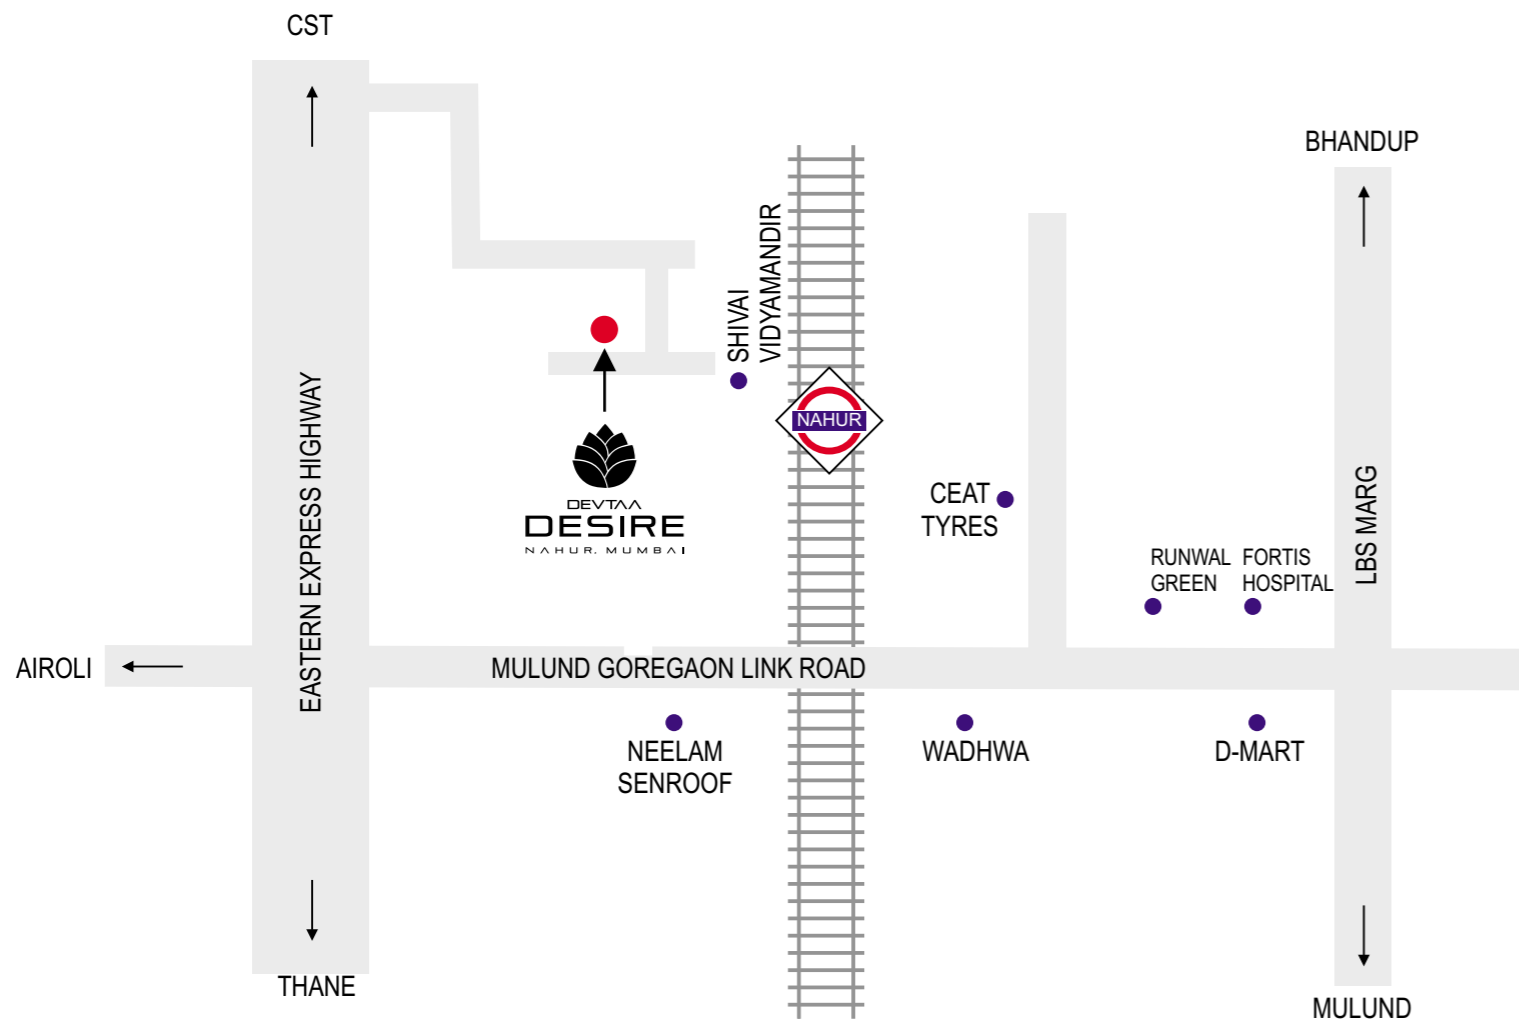 CST
BHANDUP
SHIVAI
VIDYAMANDIR
EASTERN EXPRESS HIGHWAY
NAHUR
DEVTAA
DESIRE
NAHUR, MUMBAI
CEAT
TYRES
LBS MARG
RUNWAL
GREEN
FORTIS
HOSPITAL
AIROLI
MULUND GOREGAON LINK ROAD
NEELAM
SENROOF
WADHWA
D-MART
THANE
MULUND